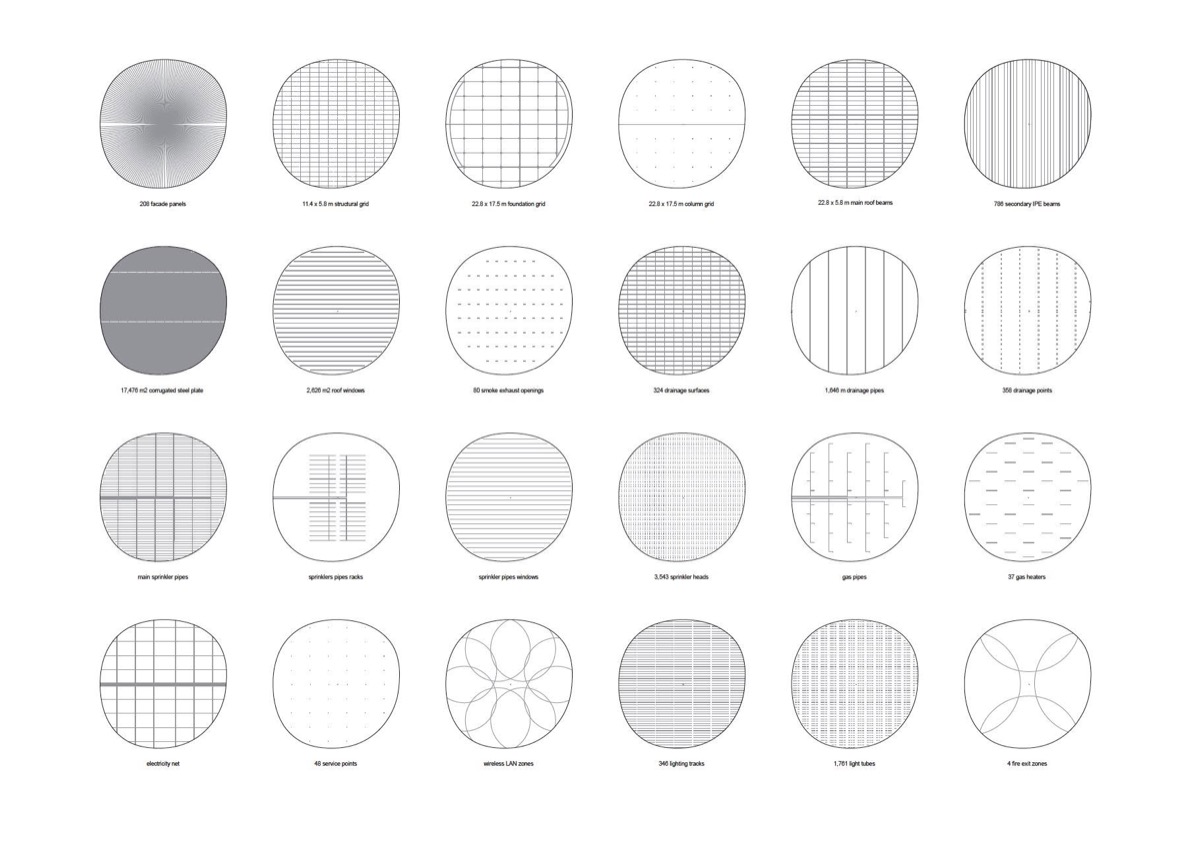 208 facade panels
11.4 x 5.8 m structural grid
22.8 x 17.5 m foundation grid
22.8 x 17.5 m column grid
22.8 x 5.8 m main roof beams
786 secondary IPE beams
17,476 m2 corrugated steel plate
2,626 m2 roof windows
80 smoke exhaust openings
324 drainage surfaces
1,646 m drainage pipes
358 drainage points
main sprinkler pipes
sprinklers pipes racks
sprinkler pipes windows
3,543 sprinkler heads
gas pipes
37 gas heaters
electricity net
48 service points
wireless LAN zones
346 lighting tracks
1,761 light tubes
4 fire exit zones